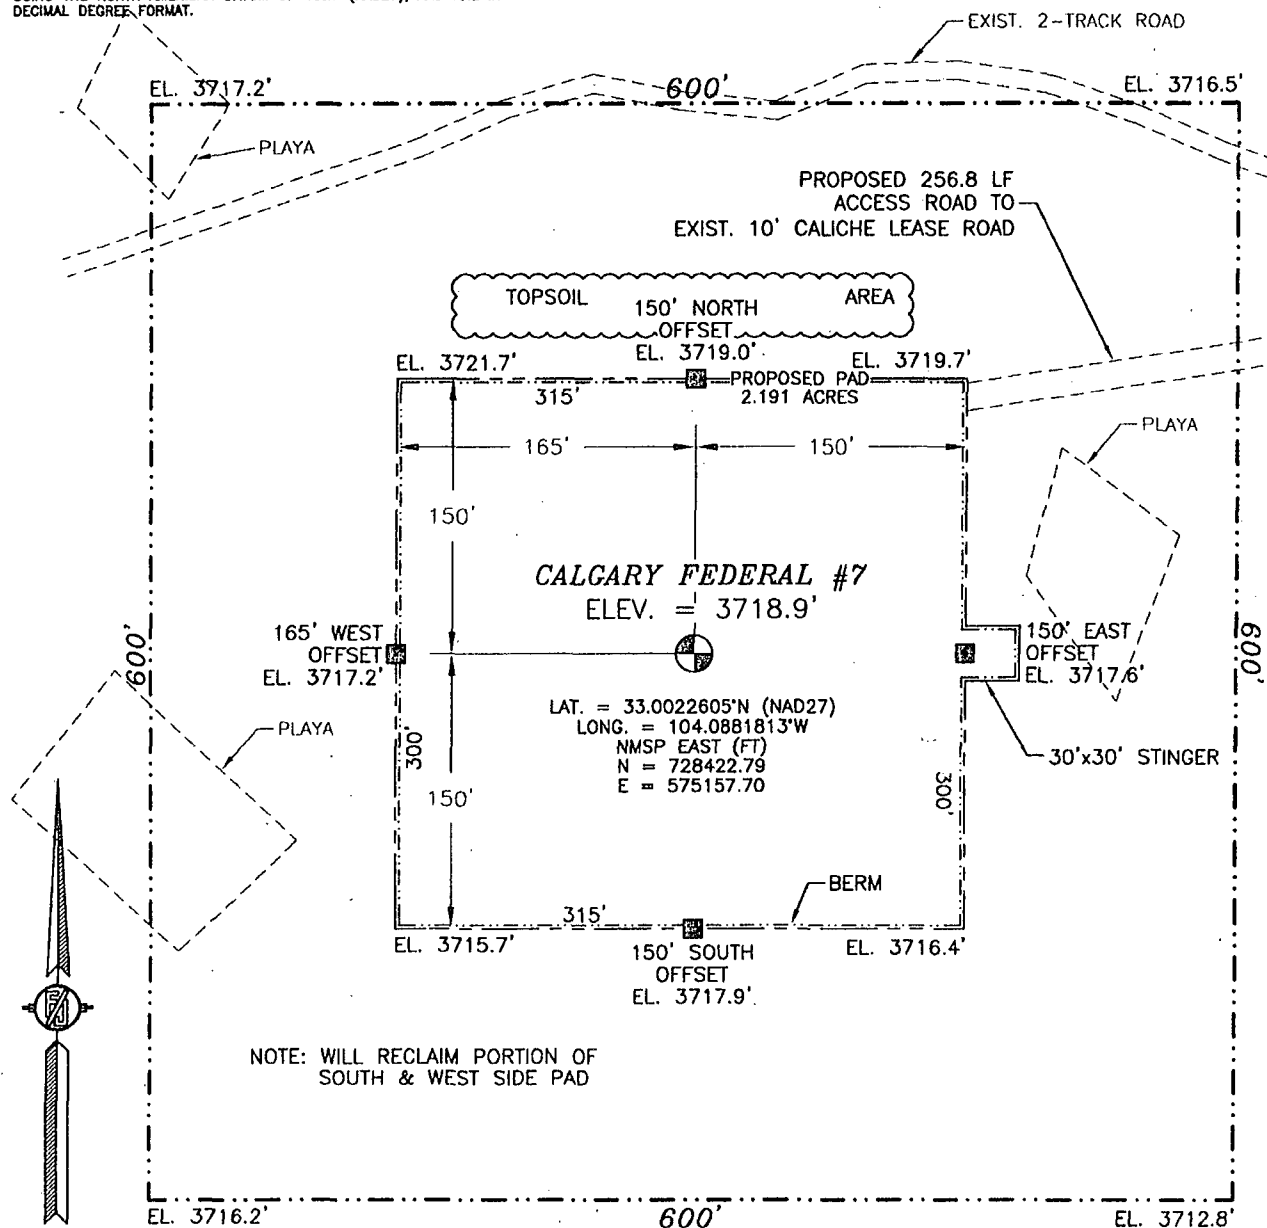 DECIMAL DEGREE FORMAT.
EXIST. 2-TRACK ROAD
EL. 3717.2'
600'
EL. 3716.5'
PLAYA
PROPOSED 256.8 LF
ACCESS ROAD TO
EXIST. 10' CALICHE LEASE ROAD
TOPSOIL
AREA
150' NORTH
OFFSET
EL. 3719.0'
EL. 3721.7'
EL. 3719.7'
PROPOSED PAD
2.191 ACRES
315'
PLAYA
165'
150'
150'
CALGARY FEDERAL #7
ELEV. = 3718.9'
165' WEST
OFFSET
EL. 3717.2'
600'
150' EAST
OFFSET
EL. 3717.6'
600'
LAT. = 33.0022605°N (NAD27)
LONG. = 104.0881813°W
NMSP EAST (FT)
N = 728422.79
E = 575157.70
PLAYA
300'
30'x30' STINGER
150'
300'
BERM
315'
EL. 3715.7'
EL. 3716.4'
150' SOUTH
OFFSET
EL. 3717.9'
NOTE: WILL RECLAIM PORTION OF
SOUTH & WEST SIDE PAD
EL. 3716.2'
600'
EL. 3712.8'